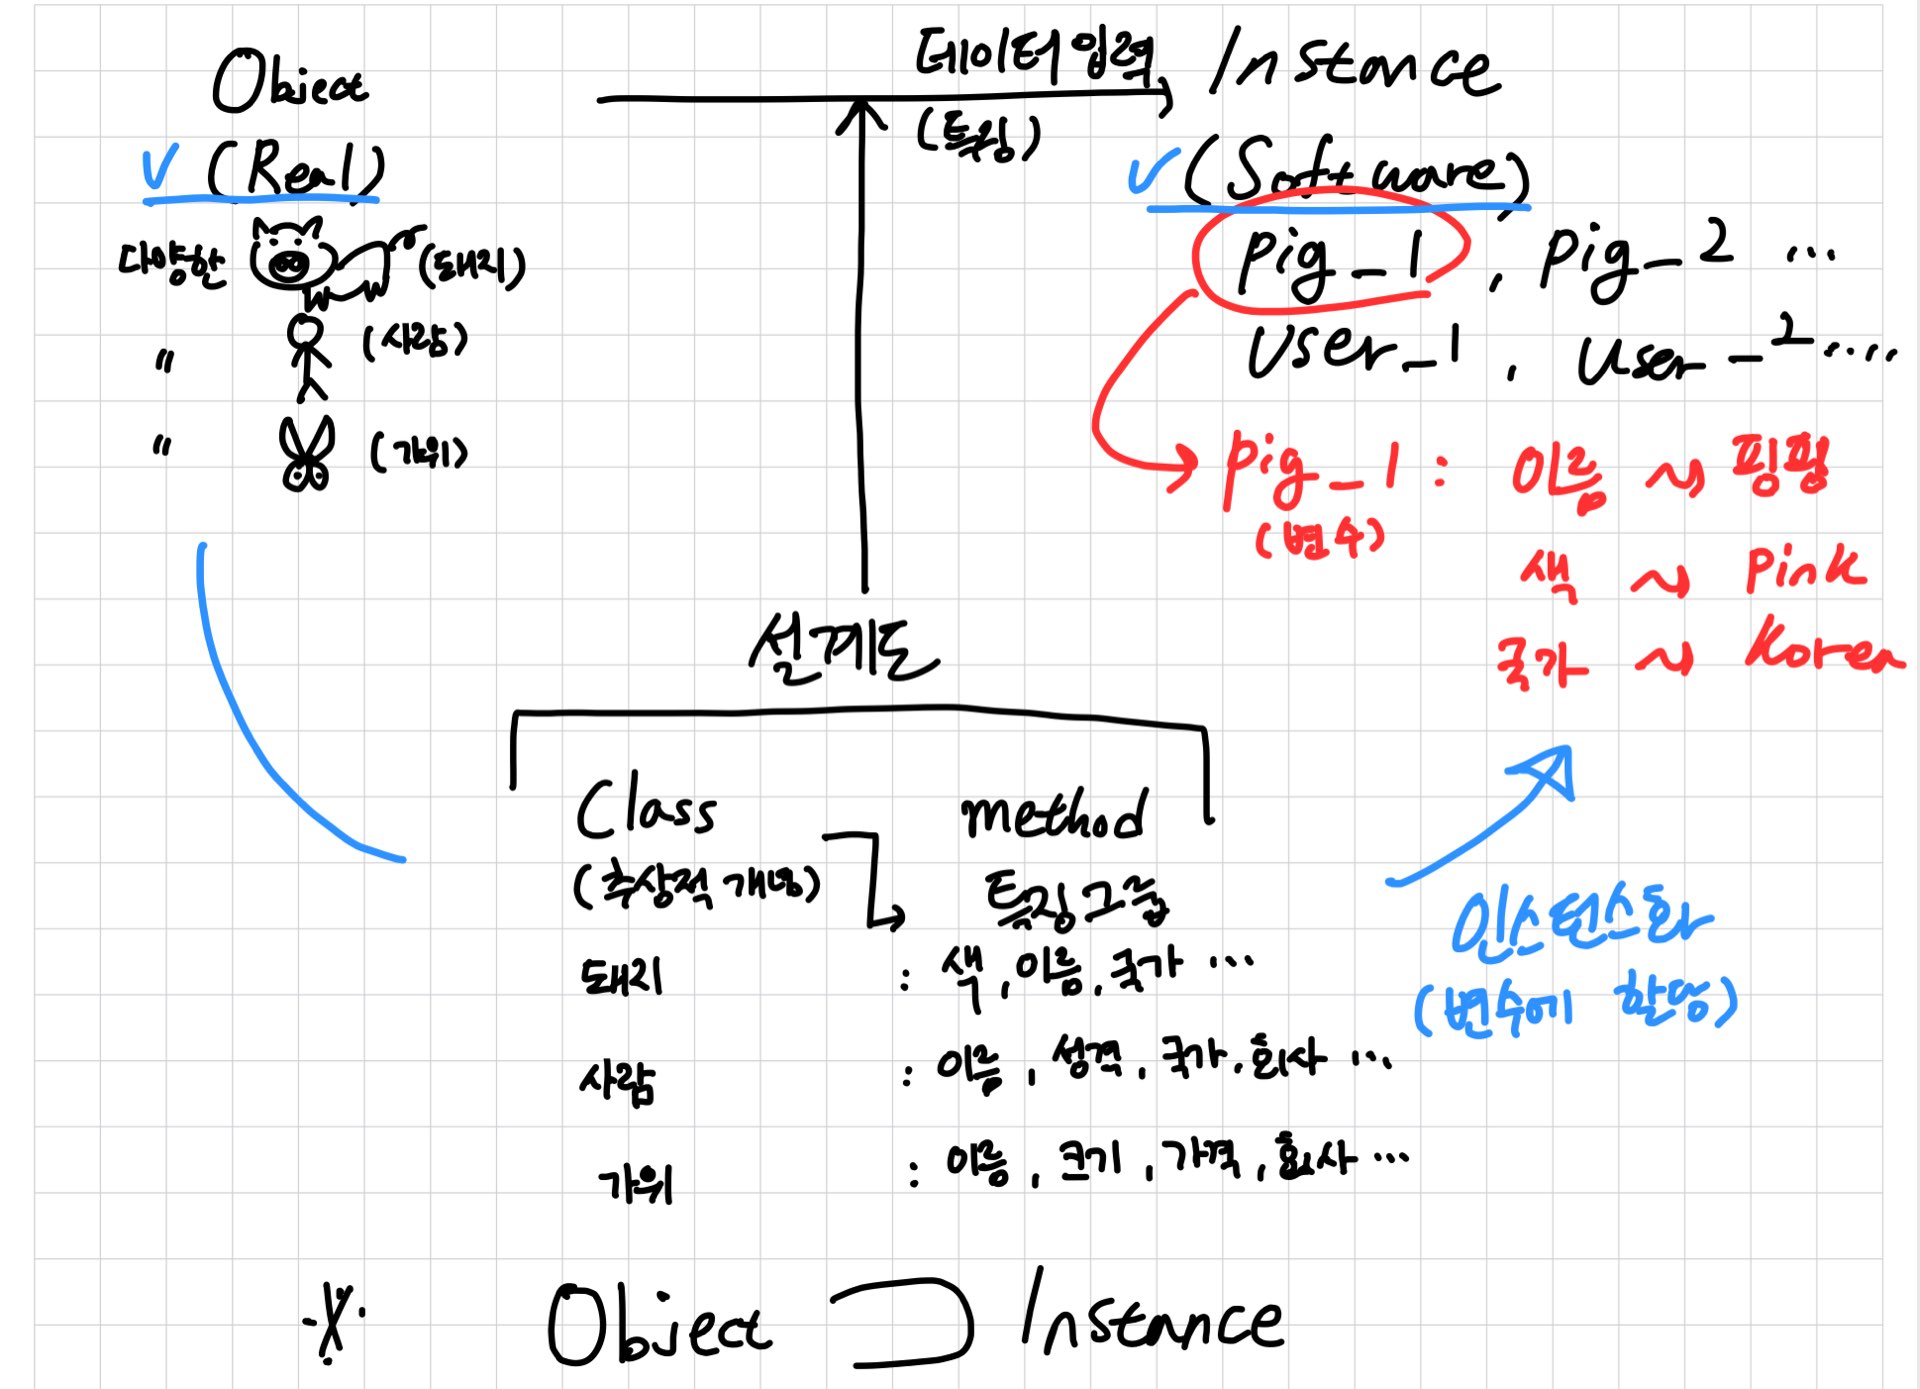 Object
데이터 입력
Instance
(특징)
(Real)
(Software)
다양한 (돼지)
pig_1, pig_2 ...
〃 (사람)
User_1, User_2 ....
〃 (가위)
pig_1 : 이름 ~> 핑핑
(변수)
색 ~> Pink
국가 ~> Korea
설계도
Class
method
(추상적 개념)
특징 그룹
인스턴스화
(변수에 할당)
돼지 : 색, 이름, 국가 ...
사람 : 이름, 성격, 국가, 회사 ...
가위 : 이름, 크기, 가격, 회사 ...
※ Object ⊃ Instance